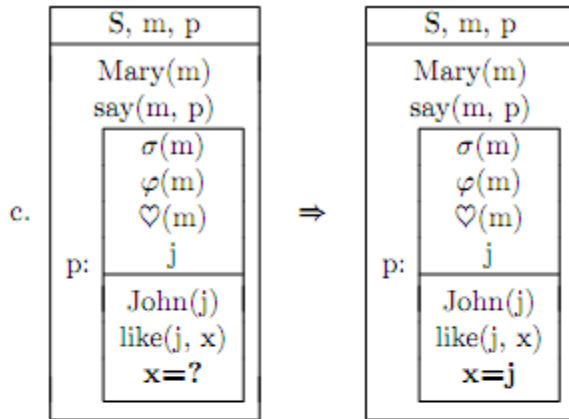 S, m, p S, m, p
Mary(m) Mary(m)
say(m, p) say(m, p)
σ(m) σ(m)
φ(m) φ(m)
c. ♡(m) ⇒ ♡(m)
j j
p: p:
John(j) John(j)
like(j, x) like(j, x)
x=? x=j